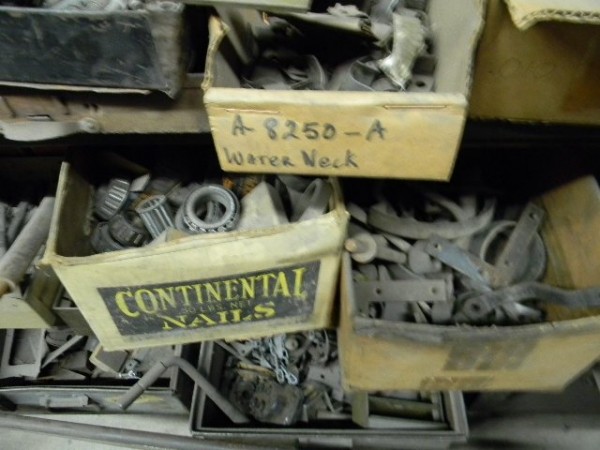 A-8250-A
Water Neck
CONTINENTAL
NAILS